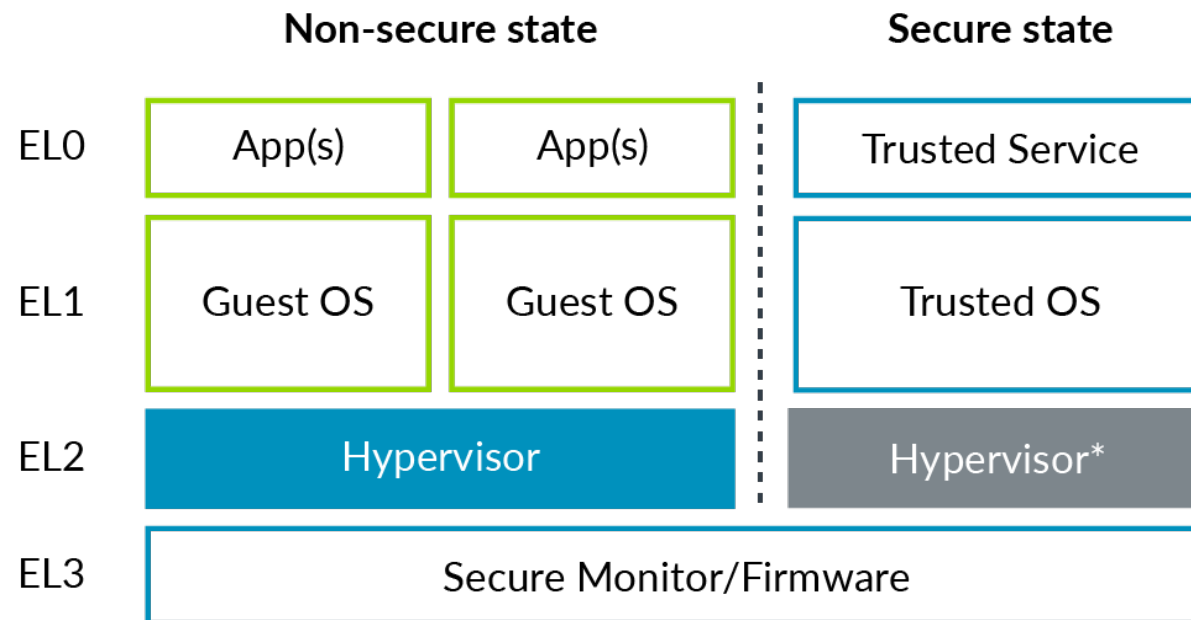 Non-secure state
Secure state
EL0
App(s)
App(s)
Trusted Service
EL1
Guest OS
Guest OS
Trusted OS
EL2
Hypervisor
Hypervisor*
EL3
Secure Monitor/Firmware